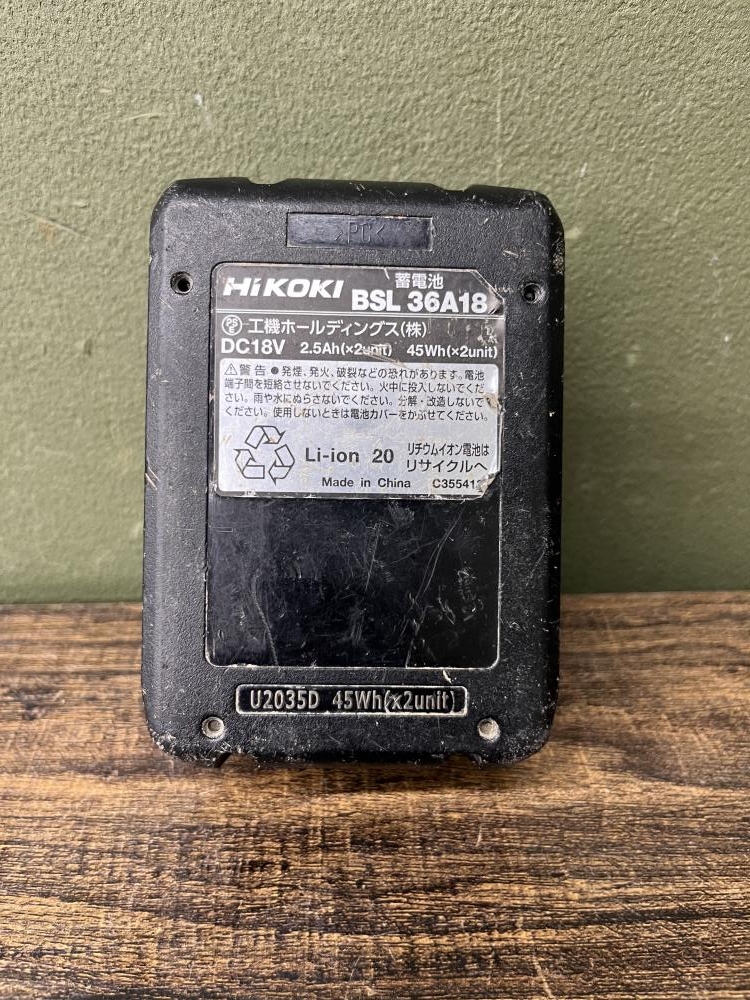 HiKOKI 蓄電池
BSL 36A18
PSE 工機ホールディングス(株)
DC18V 2.5Ah(×2unit) 45Wh(×2unit)
⚠警告 ●発煙、発火、破裂などの恐れがあります。電池
端子間を短絡させないでください。火中に投入しないでくだ
さい。雨や水にぬらさないでください。分解・改造しないで
ください。使用しないときは電池カバーをかぶせてください。
Li-ion 20 リチウムイオン電池は
リサイクルへ
Made in China C35541
U2035D 45Wh(x2unit)